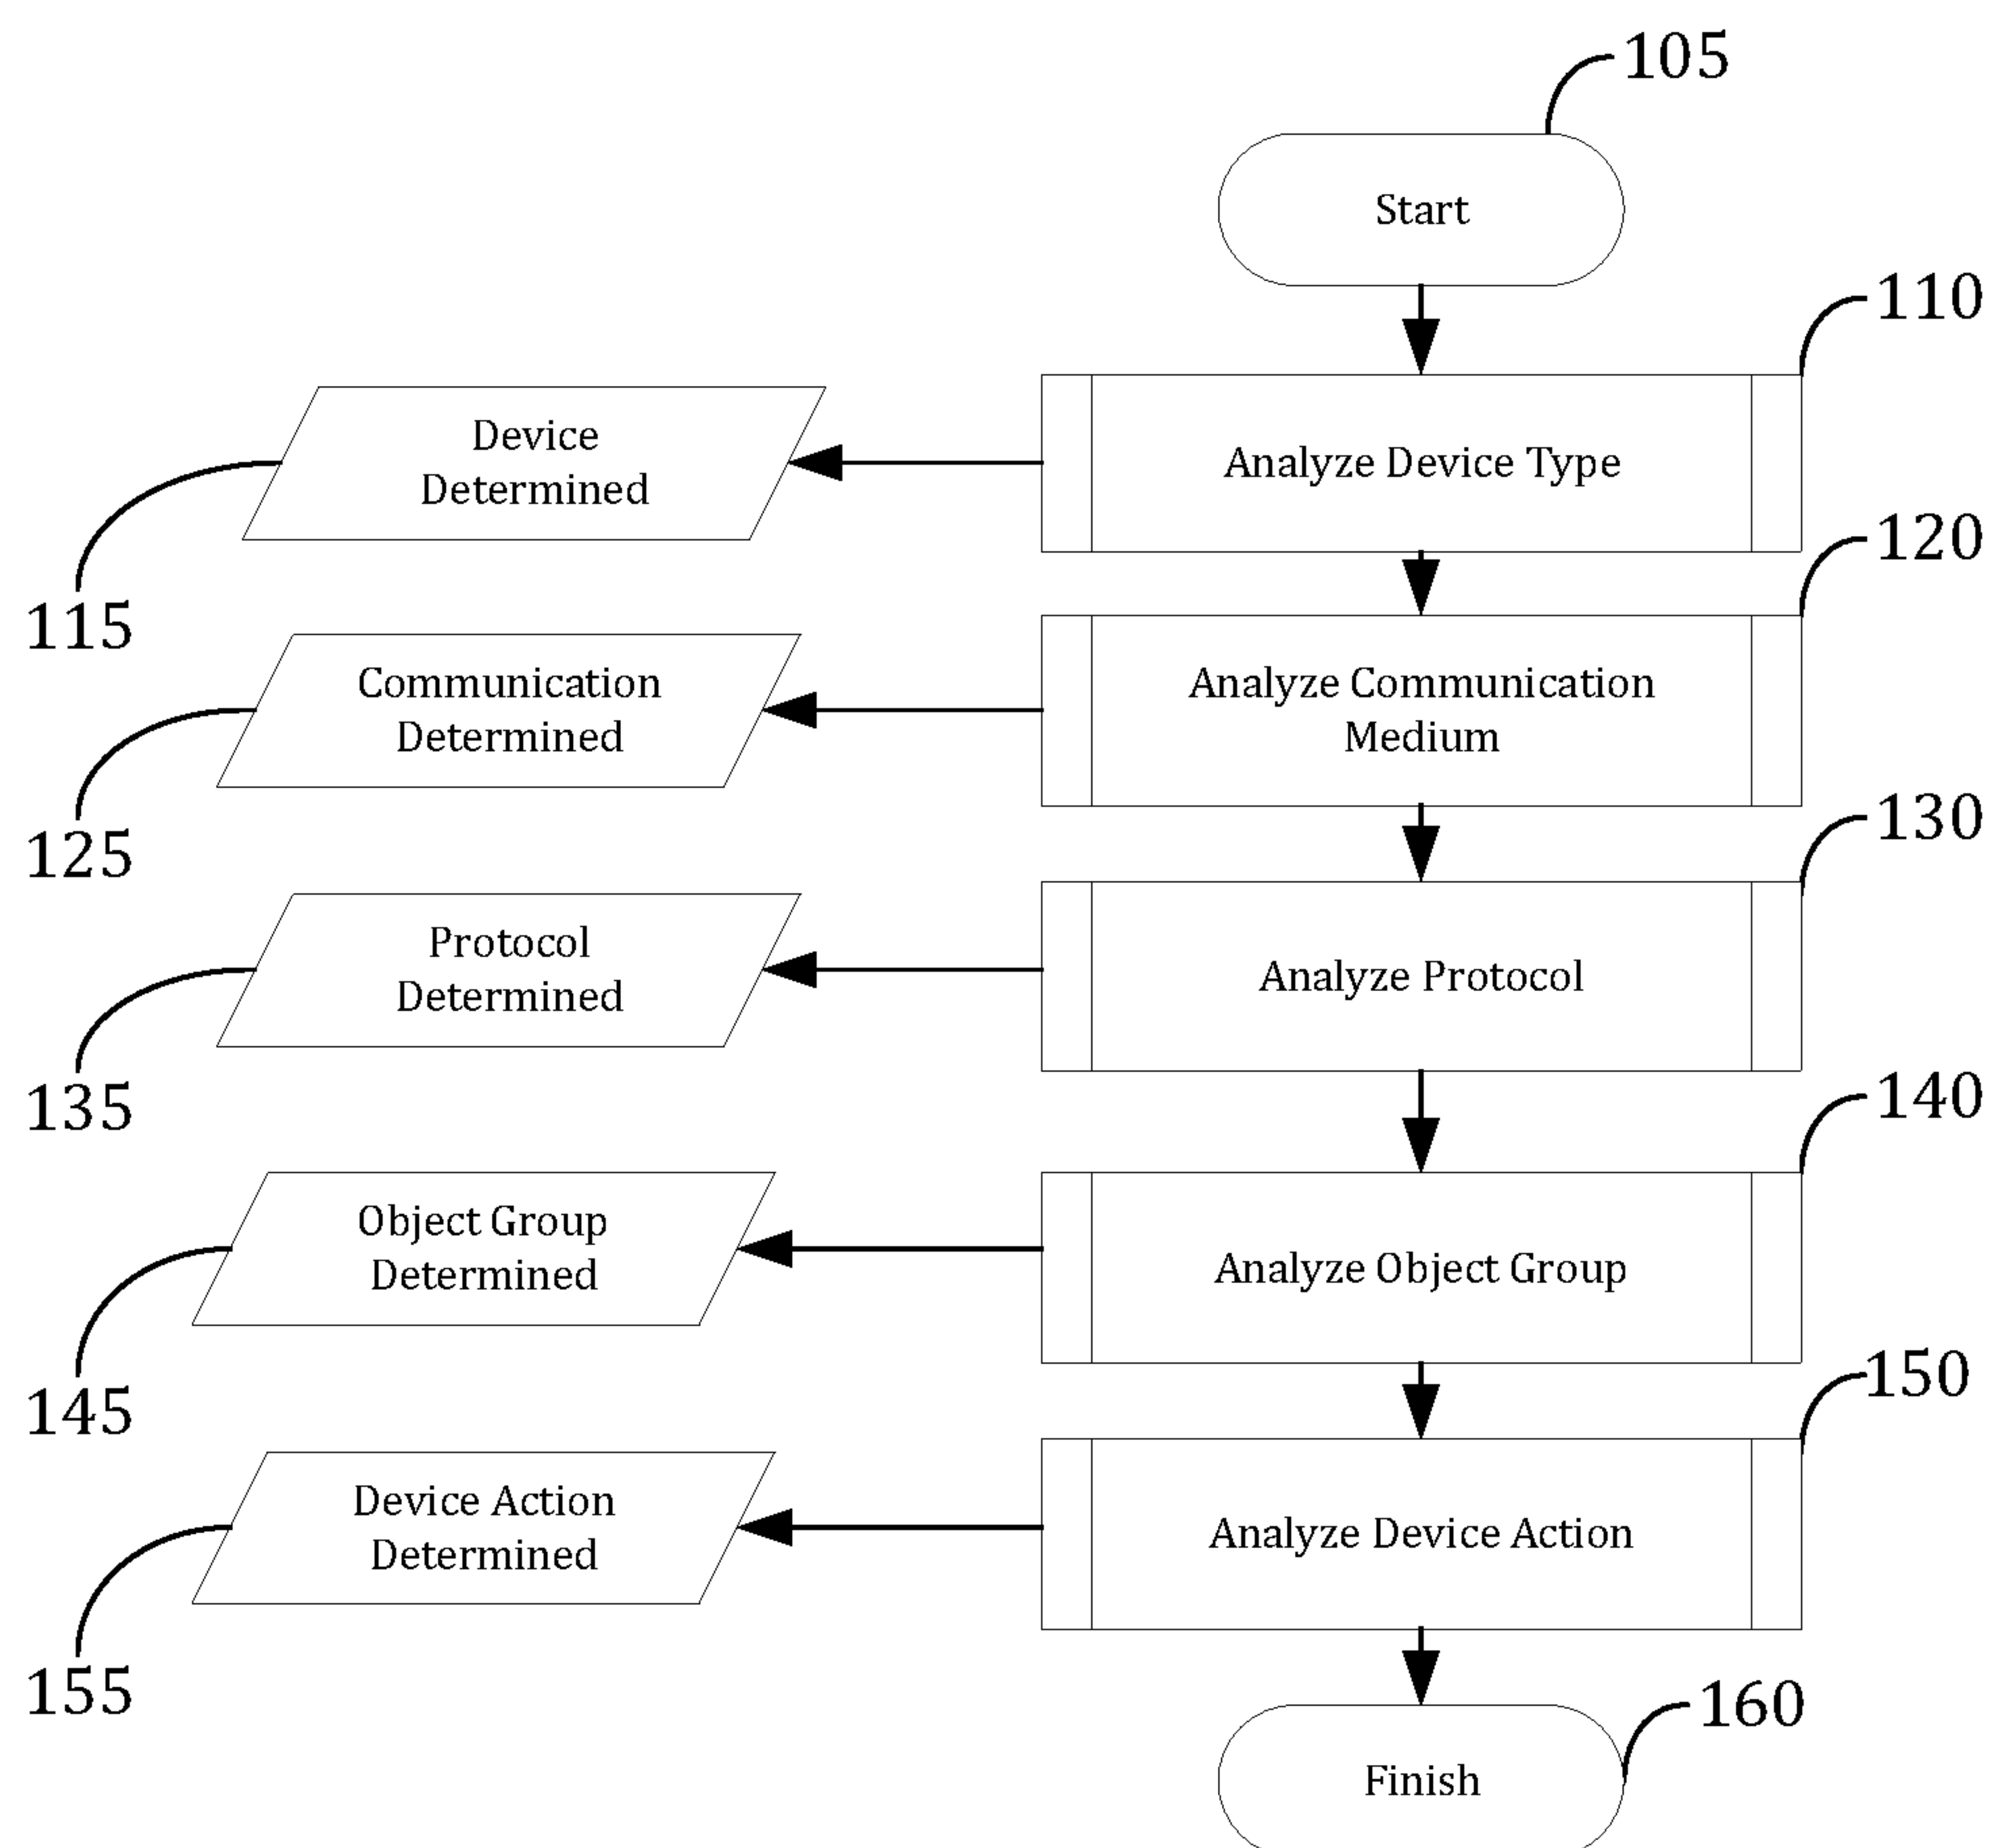 105
Start
110
Device
Determined
Analyze Device Type
115
120
Communication
Determined
Analyze Communication
Medium
125
130
Protocol
Determined
Analyze Protocol
135
140
Object Group
Determined
Analyze Object Group
145
150
Device Action
Determined
Analyze Device Action
155
160
Finish